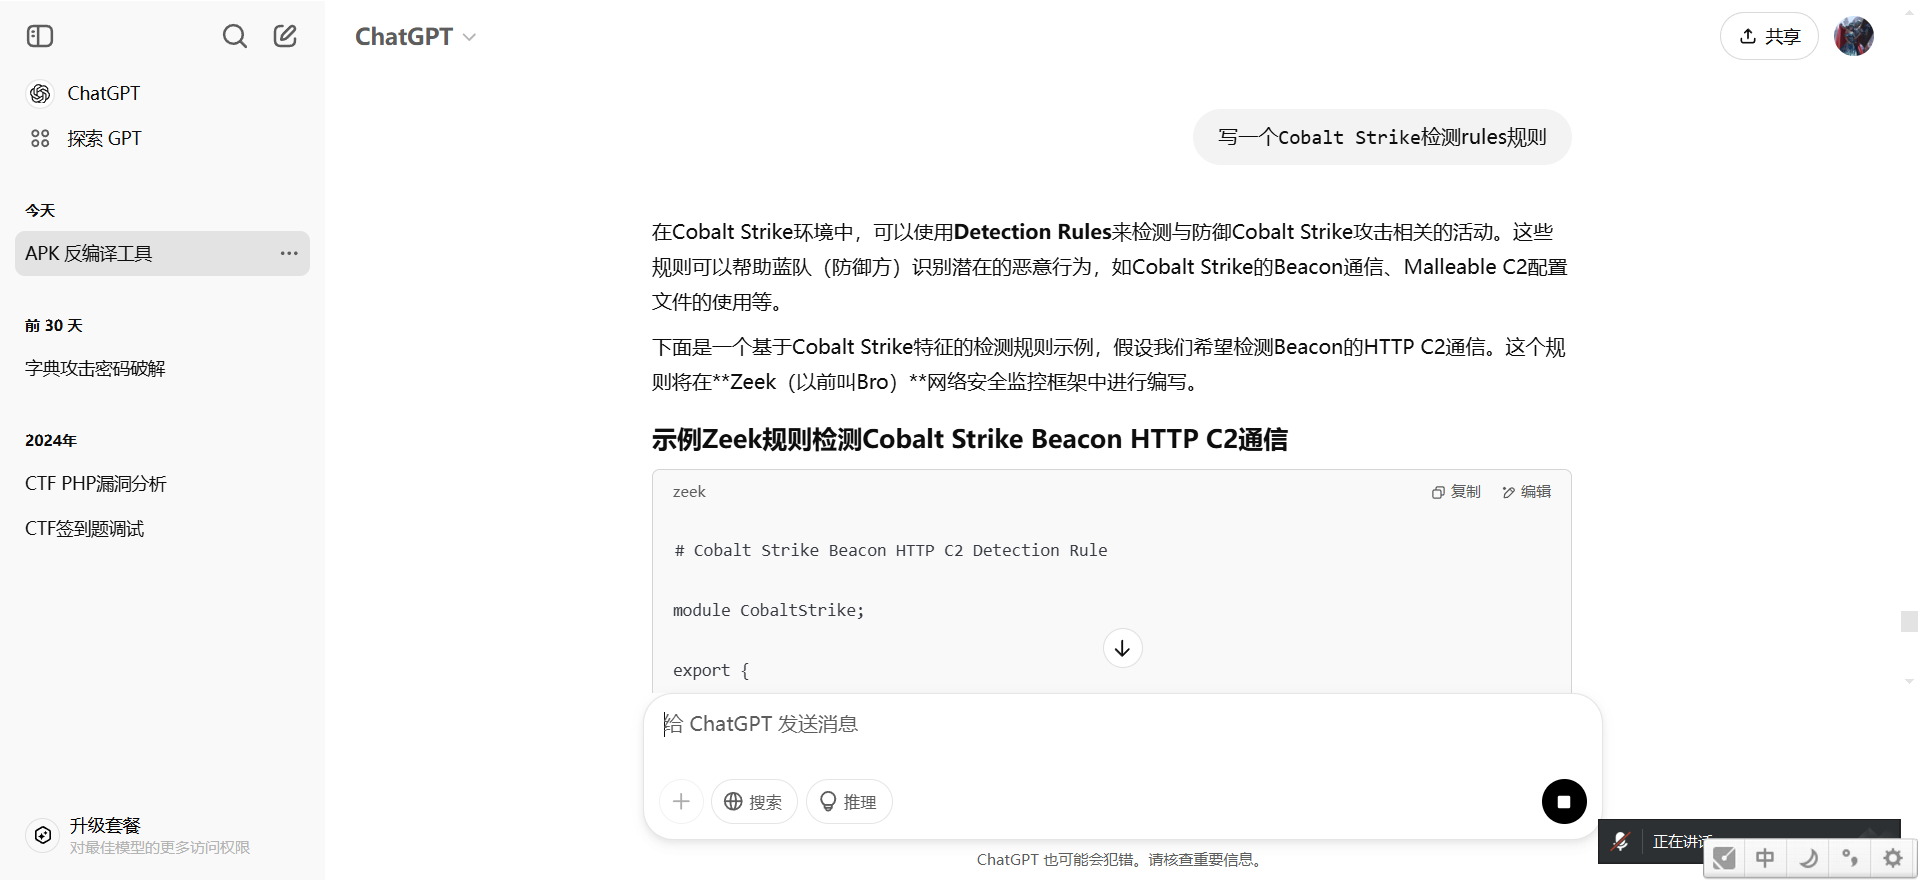 ChatGPT
共享
ChatGPT
探索 GPT
今天
APK 反编译工具
前 30 天
字典攻击密码破解
2024年
CTF PHP漏洞分析
CTF签到题调试
升级套餐
对最佳模型的更多访问权限
写一个Cobalt Strike检测rules规则
在Cobalt Strike环境中，可以使用Detection Rules来检测与防御Cobalt Strike攻击相关的活动。这些
规则可以帮助蓝队（防御方）识别潜在的恶意行为，如Cobalt Strike的Beacon通信、Malleable C2配置
文件的使用等。
下面是一个基于Cobalt Strike特征的检测规则示例，假设我们希望检测Beacon的HTTP C2通信。这个规
则将在**Zeek（以前叫Bro）**网络安全监控框架中进行编写。
示例Zeek规则检测Cobalt Strike Beacon HTTP C2通信
zeek
复制
编辑
# Cobalt Strike Beacon HTTP C2 Detection Rule
module CobaltStrike;
export {
给 ChatGPT 发送消息
搜索
推理
ChatGPT 也可能会犯错。请核查重要信息。
正在讲话
中